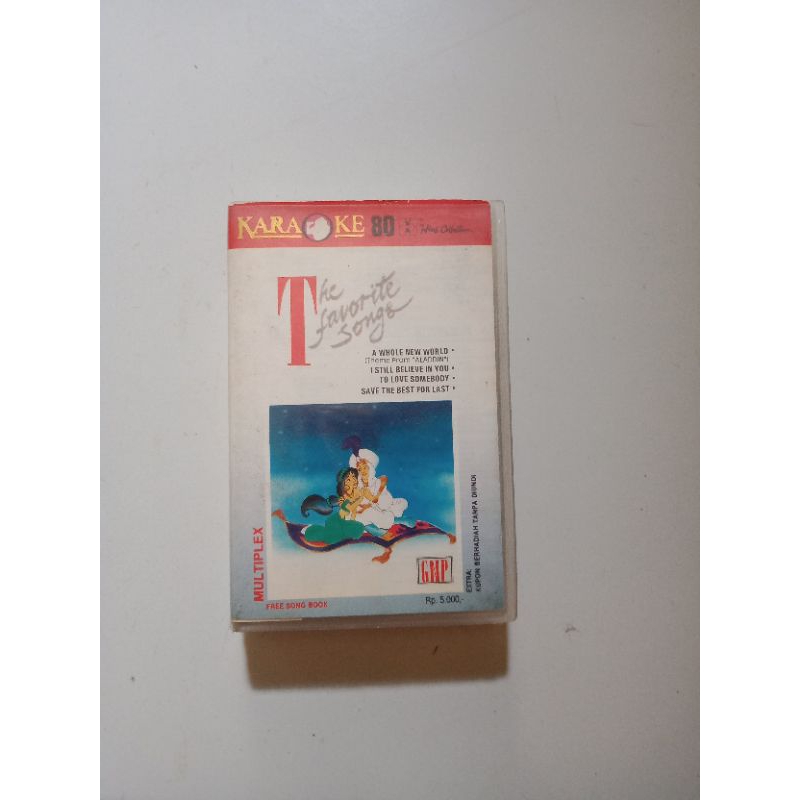 KARAOKE 80
The
favorite
songs
A WHOLE NEW WORLD •
(Theme From "ALADDIN")
I STILL BELIEVE IN YOU •
TO LOVE SOMEBODY •
SAVE THE BEST FOR LAST •
MULTIPLEX
FREE SONG BOOK
GMP
Rp. 5.000,-
EXTRA:
KUPON BERHADIAH TANPA DIUNDI